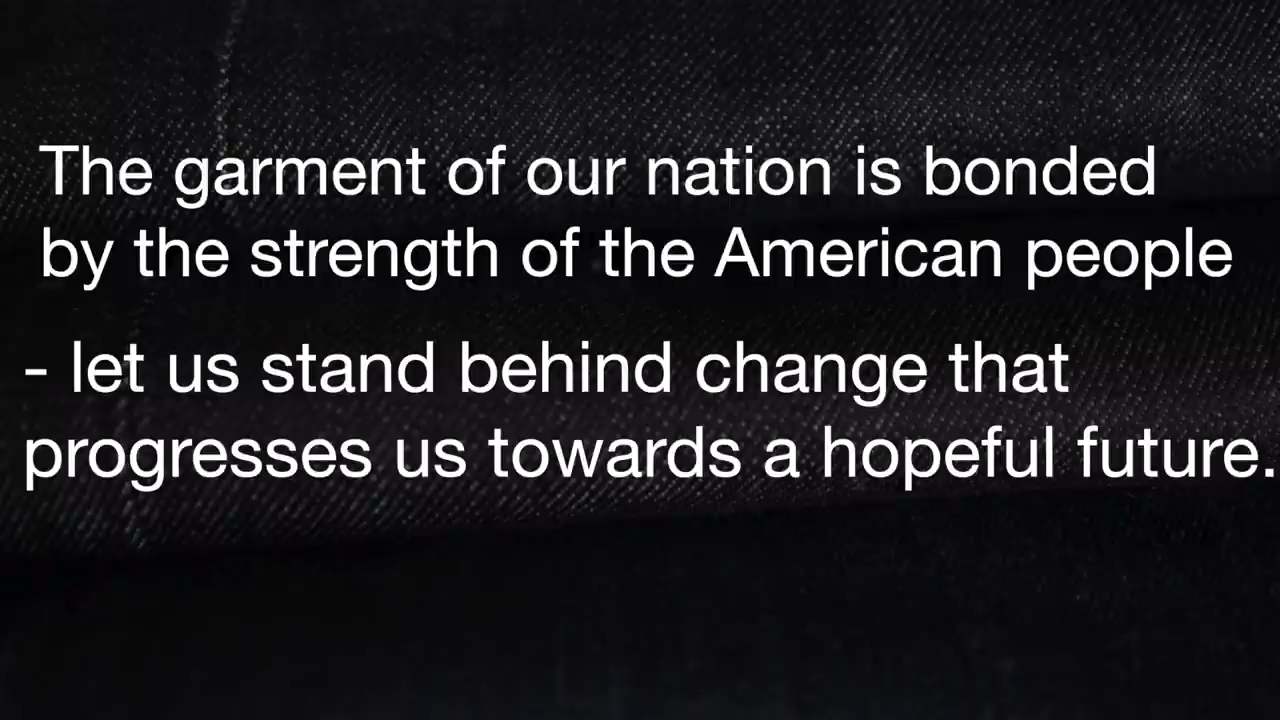 The garment of our nation is bonded
by the strength of the American people
- let us stand behind change that
progresses us towards a hopeful future.